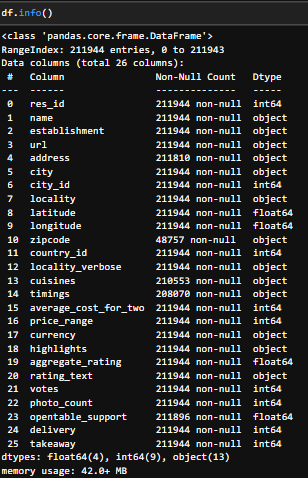 df.info()
<class 'pandas.core.frame.DataFrame'>
RangeIndex: 211944 entries, 0 to 211943
Data columns (total 26 columns):
 #   Column                Non-Null Count   Dtype
---  ------                --------------   -----
 0   res_id                211944 non-null  int64
 1   name                  211944 non-null  object
 2   establishment         211944 non-null  object
 3   url                   211944 non-null  object
 4   address               211810 non-null  object
 5   city                  211944 non-null  object
 6   city_id               211944 non-null  int64
 7   locality              211944 non-null  object
 8   latitude              211944 non-null  float64
 9   longitude             211944 non-null  float64
 10  zipcode               48757 non-null   object
 11  country_id            211944 non-null  int64
 12  locality_verbose      211944 non-null  object
 13  cuisines              210553 non-null  object
 14  timings               208070 non-null  object
 15  average_cost_for_two  211944 non-null  int64
 16  price_range           211944 non-null  int64
 17  currency              211944 non-null  object
 18  highlights            211944 non-null  object
 19  aggregate_rating      211944 non-null  float64
 20  rating_text           211944 non-null  object
 21  votes                 211944 non-null  int64
 22  photo_count           211944 non-null  int64
 23  opentable_support     211896 non-null  float64
 24  delivery              211944 non-null  int64
 25  takeaway              211944 non-null  int64
dtypes: float64(4), int64(9), object(13)
memory usage: 42.0+ MB